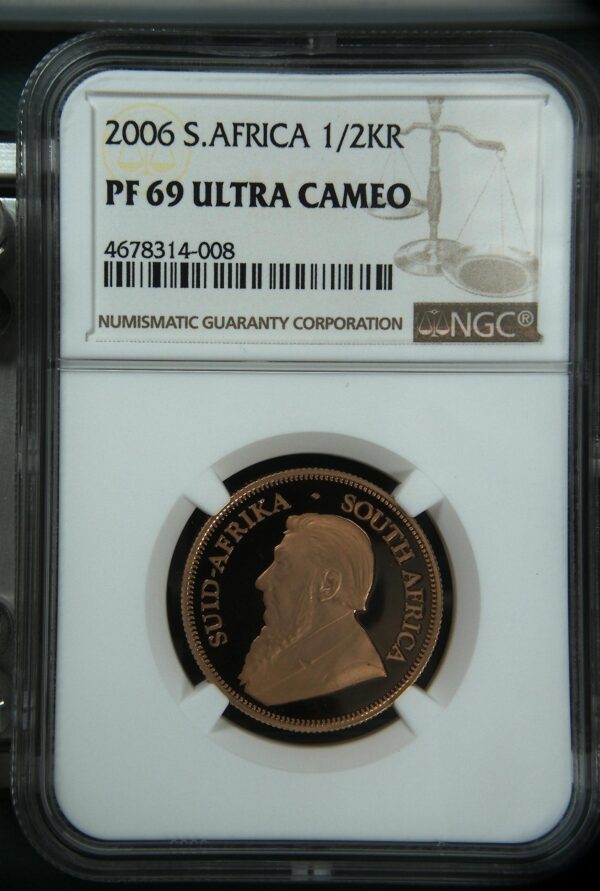 2006 S.AFRICA 1/2KR
PF 69 ULTRA CAMEO
4678314-008
NUMISMATIC GUARANTY CORPORATION NGC®
SUID-AFRIKA · SOUTH AFRICA